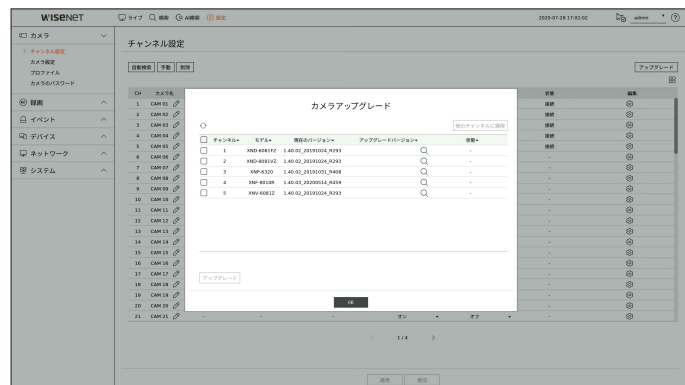 WISENET
ライブ 検索 AI検索 設定
2020-07-28 17:02:02
admin
カメラ
チャンネル設定
カメラ設定
プロファイル
カメラのパスワード
録画
イベント
デバイス
ネットワーク
システム
チャンネル設定
自動検索 手動 削除
アップグレード
CH カメラ名 状態 編集
1 CAM 01 接続
2 CAM 02 接続
3 CAM 03 接続
4 CAM 04 接続
5 CAM 05 接続
6 CAM 06 -
7 CAM 07 -
8 CAM 08 -
9 CAM 09 -
10 CAM 10 -
11 CAM 11 -
12 CAM 12 -
13 CAM 13 -
14 CAM 14 -
15 CAM 15 -
16 CAM 16 -
17 CAM 17 -
18 CAM 18 -
19 CAM 19 -
20 CAM 20 -
21 CAM 21 - - - オン オフ -
カメラアップグレード
他のチャンネルに適用
チャンネル モデル 現在のバージョン アップグレードバージョン 状態
1 XND-6081FZ 1.40.02_20191024_R293 -
2 XND-8081VZ 1.40.02_20191024_R293 -
3 XNP-6320 1.40.02_20191031_R408 -
4 XNF-8010R 1.40.03_20200514_R459 -
5 XNV-6081Z 1.40.02_20191024_R293 -
アップグレード
OK
1 / 4
適用 復旧